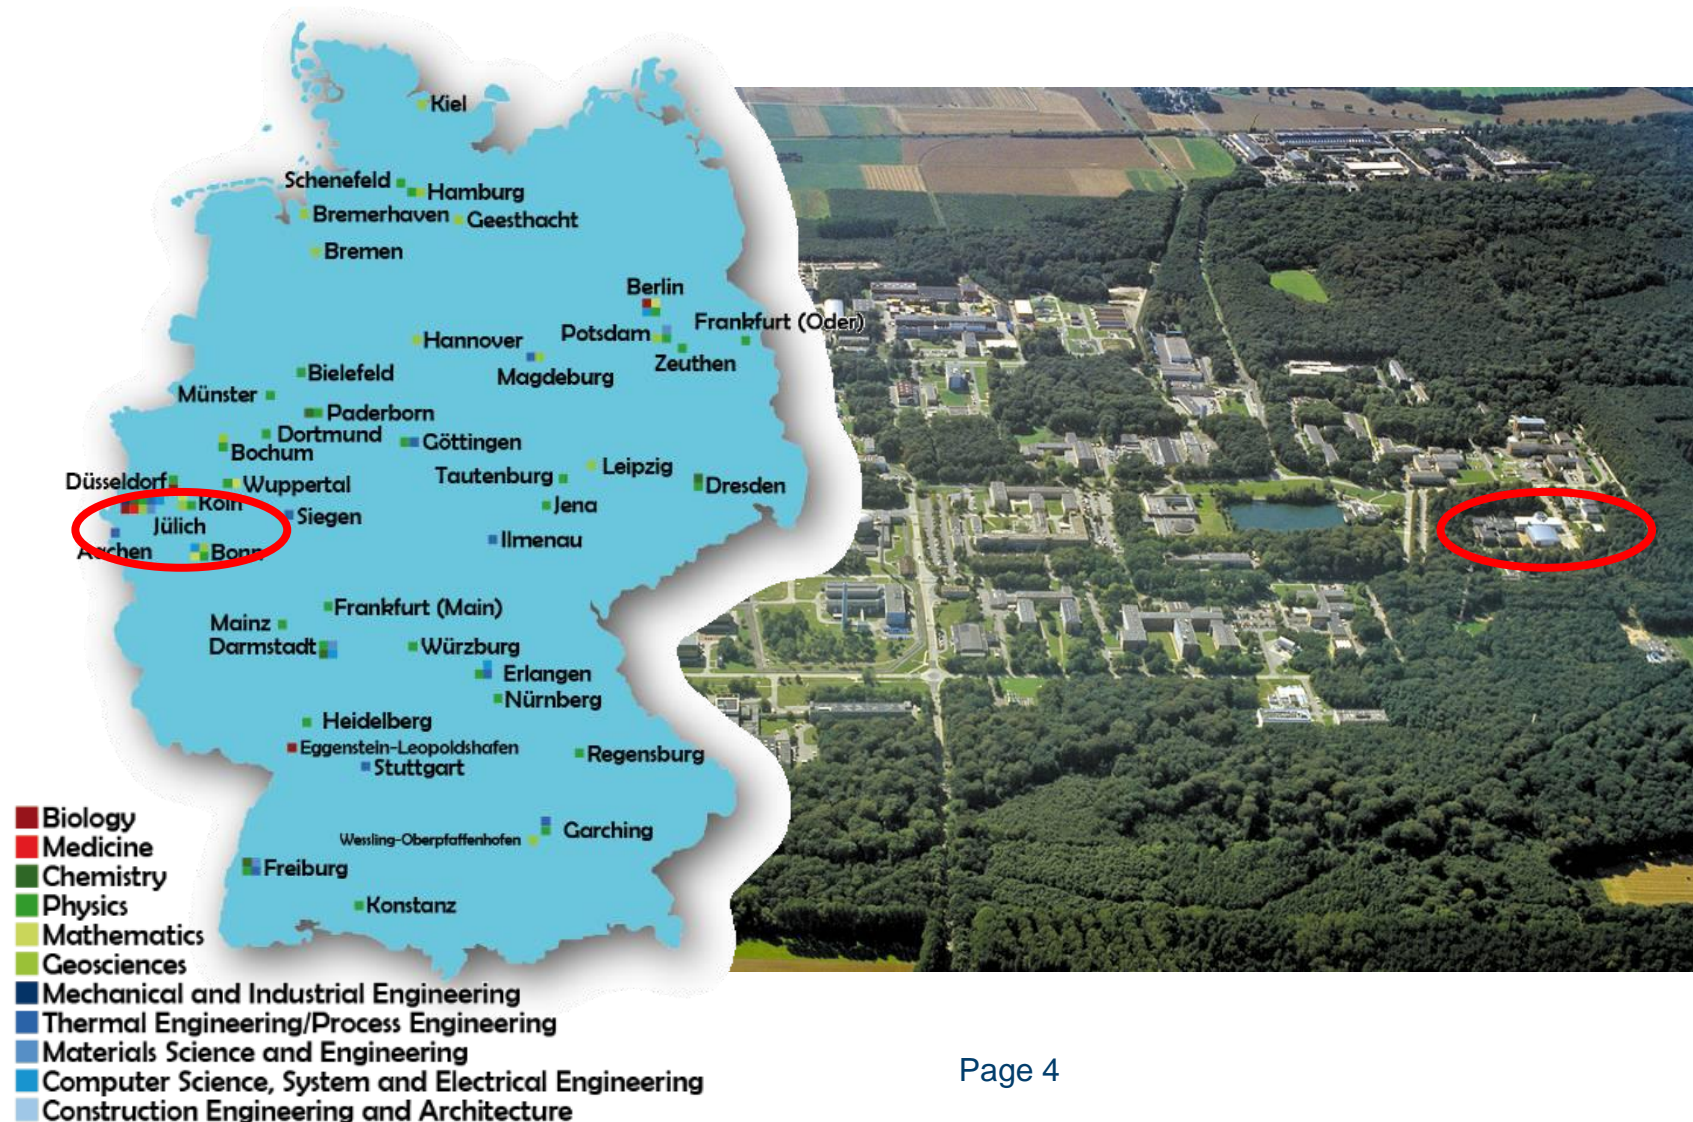 Kiel
Schenefeld
Hamburg
Bremerhaven
Geesthacht
Bremen
Berlin
Frankfurt (Oder)
Potsdam
Hannover
Zeuthen
Magdeburg
Bielefeld
Münster
Paderborn
Dortmund
Göttingen
Bochum
Leipzig
Tautenburg
Düsseldorf
Wuppertal
Dresden
Köln
Jena
Siegen
Jülich
Ilmenau
Aachen
Bonn
Frankfurt (Main)
Mainz
Darmstadt
Würzburg
Erlangen
Nürnberg
Heidelberg
Eggenstein-Leopoldshafen
Regensburg
Stuttgart
Garching
Wessling-Oberpfaffenhofen
Freiburg
Konstanz
Biology
Medicine
Chemistry
Physics
Mathematics
Geosciences
Mechanical and Industrial Engineering
Thermal Engineering/Process Engineering
Materials Science and Engineering
Computer Science, System and Electrical Engineering
Construction Engineering and Architecture
Page 4